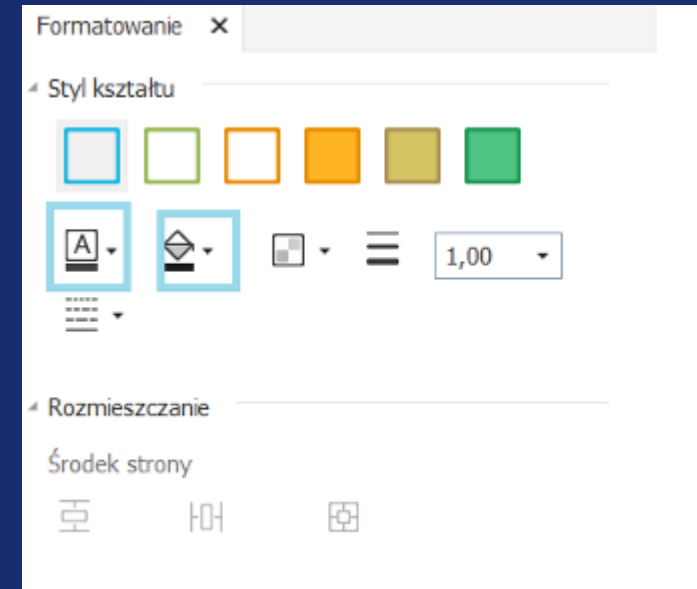 Formatowanie
Styl kształtu
A
1,00
Rozmieszczanie
Środek strony